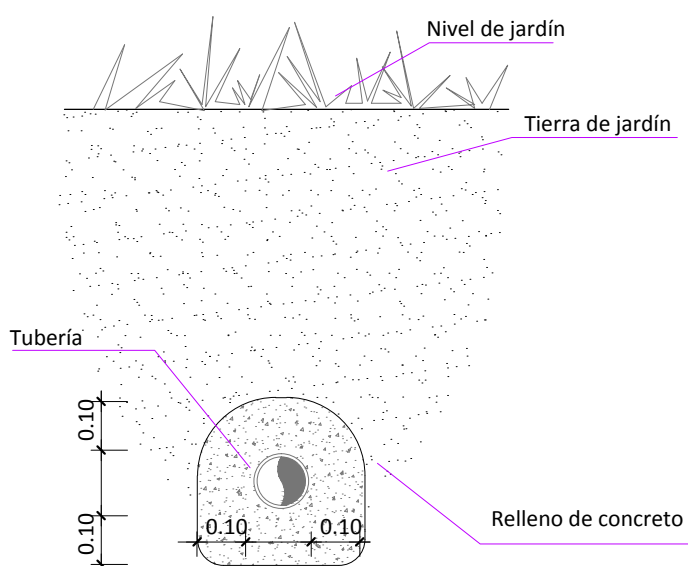 Nivel de jardín
Tierra de jardín
Tubería
0.10
0.10
0.10
0.10
Relleno de concreto